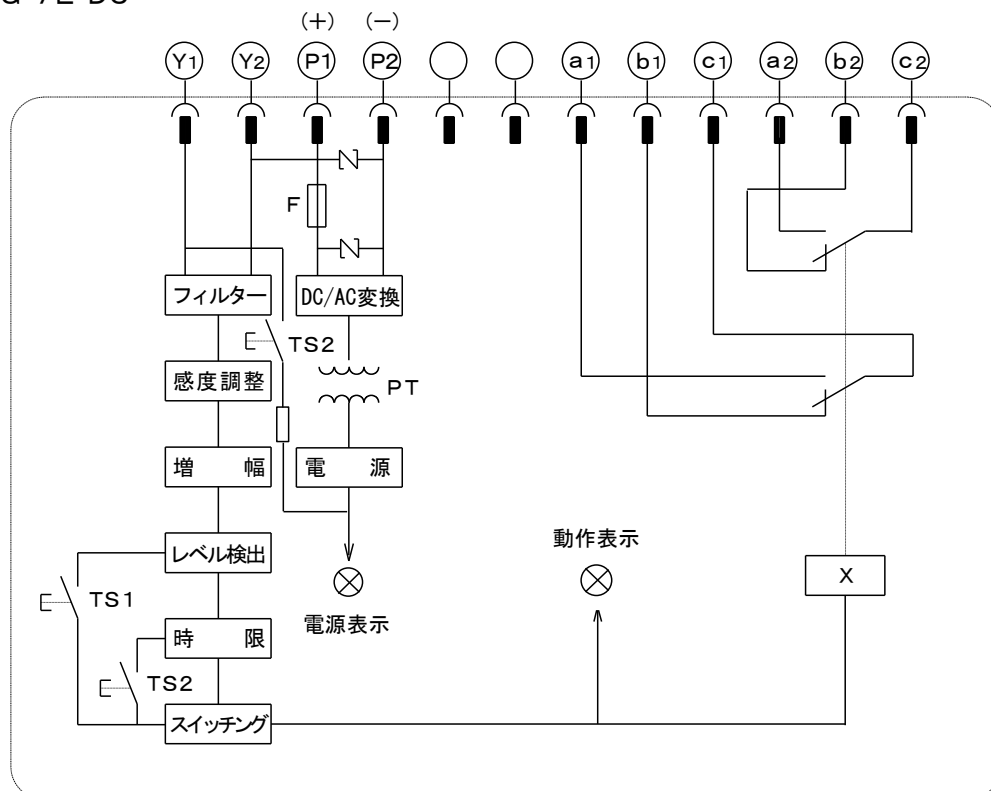 (+) (−)
Y1 Y2 P1 P2 a1 b1 c1 a2 b2 c2
F
フィルター DC/AC変換
TS2
感度調整 PT
増 幅 電 源
レベル検出 動作表示
X
TS1 電源表示
時 限
TS2
スイッチング